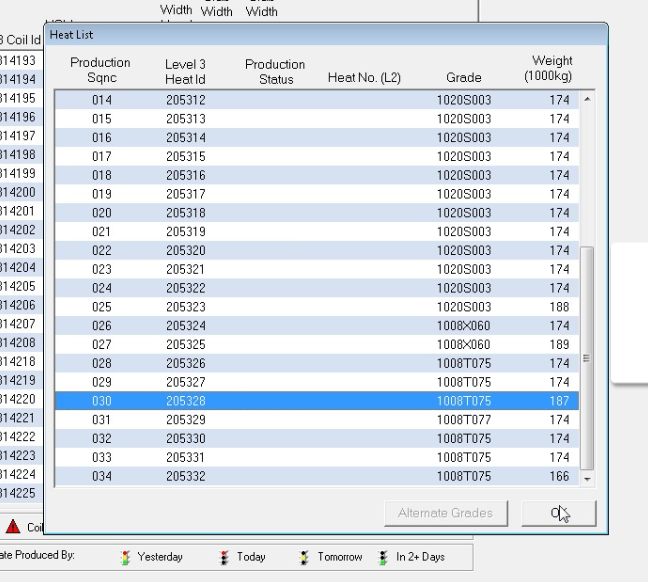 Width Width Width
Heat List
3 Coil Id
Production Sqnc Level 3 Heat Id Production Status Heat No. (L2) Grade Weight (1000kg)
314193
314194 014 205312 1020S003 174
314195 015 205313 1020S003 174
314196 016 205314 1020S003 174
314197 017 205315 1020S003 174
314198 018 205316 1020S003 174
314199 019 205317 1020S003 174
314200 020 205318 1020S003 174
314201 021 205319 1020S003 174
314202 022 205320 1020S003 174
314203 023 205321 1020S003 174
314204 024 205322 1020S003 174
314205 025 205323 1020S003 188
314206 026 205324 1008X060 174
314207 027 205325 1008X060 189
314208 028 205326 1008T075 174
314218 029 205327 1008T075 174
314219 030 205328 1008T075 187
314220 031 205329 1008T077 174
314221 032 205330 1008T075 174
314222 033 205331 1008T075 174
314223 034 205332 1008T075 166
314224
314225
Alternate Grades
Coil
ate Produced By: Yesterday Today Tomorrow In 2+ Days